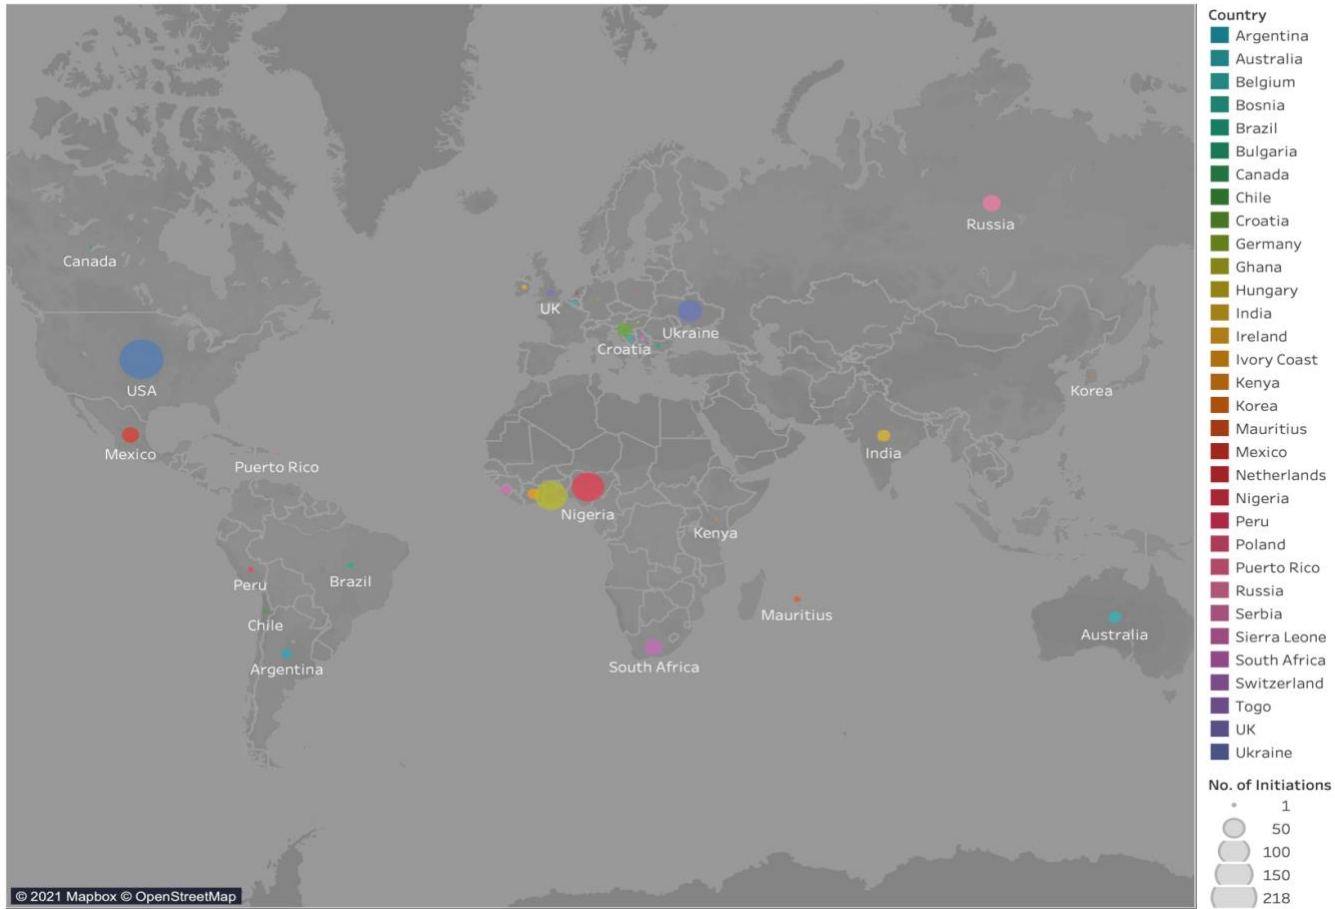 Canada
USA
Mexico
Puerto Rico
Peru
Brazil
Chile
Argentina
UK
Croatia
Ukraine
Russia
Korea
India
Nigeria
Kenya
Mauritius
South Africa
Australia
© 2021 Mapbox © OpenStreetMap
Country
Argentina
Australia
Belgium
Bosnia
Brazil
Bulgaria
Canada
Chile
Croatia
Germany
Ghana
Hungary
India
Ireland
Ivory Coast
Kenya
Korea
Mauritius
Mexico
Netherlands
Nigeria
Peru
Poland
Puerto Rico
Russia
Serbia
Sierra Leone
South Africa
Switzerland
Togo
UK
Ukraine
No. of Initiations
1
50
100
150
218